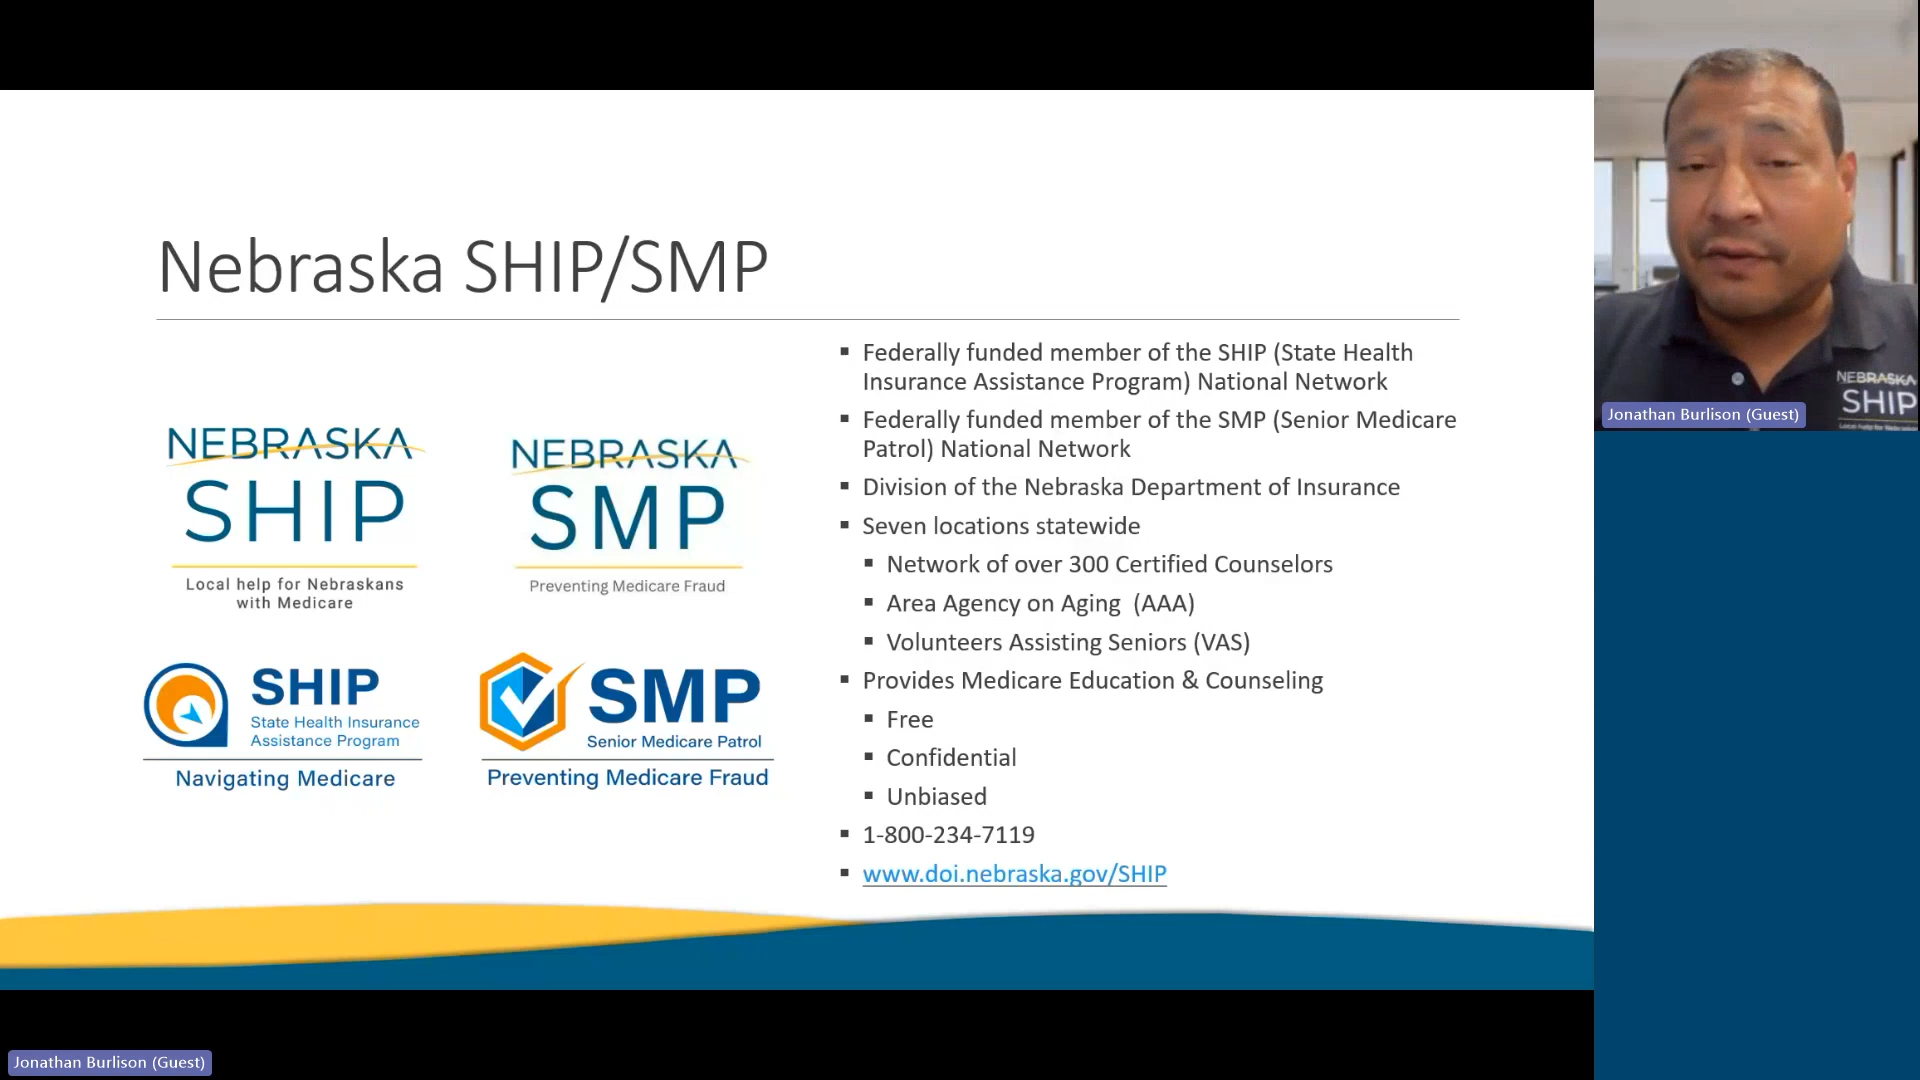 Nebraska SHIP/SMP
NEBRASKA
SHIP
Local help for Nebraskans
with Medicare
NEBRASKA
SMP
Preventing Medicare Fraud
SHIP
State Health Insurance
Assistance Program
Navigating Medicare
SMP
Senior Medicare Patrol
Preventing Medicare Fraud
▪ Federally funded member of the SHIP (State Health
Insurance Assistance Program) National Network
▪ Federally funded member of the SMP (Senior Medicare
Patrol) National Network
▪ Division of the Nebraska Department of Insurance
▪ Seven locations statewide
▪ Network of over 300 Certified Counselors
▪ Area Agency on Aging (AAA)
▪ Volunteers Assisting Seniors (VAS)
▪ Provides Medicare Education & Counseling
▪ Free
▪ Confidential
▪ Unbiased
▪ 1-800-234-7119
▪ www.doi.nebraska.gov/SHIP
NEBRASKA
SHIP
Jonathan Burlison (Guest)
Jonathan Burlison (Guest)